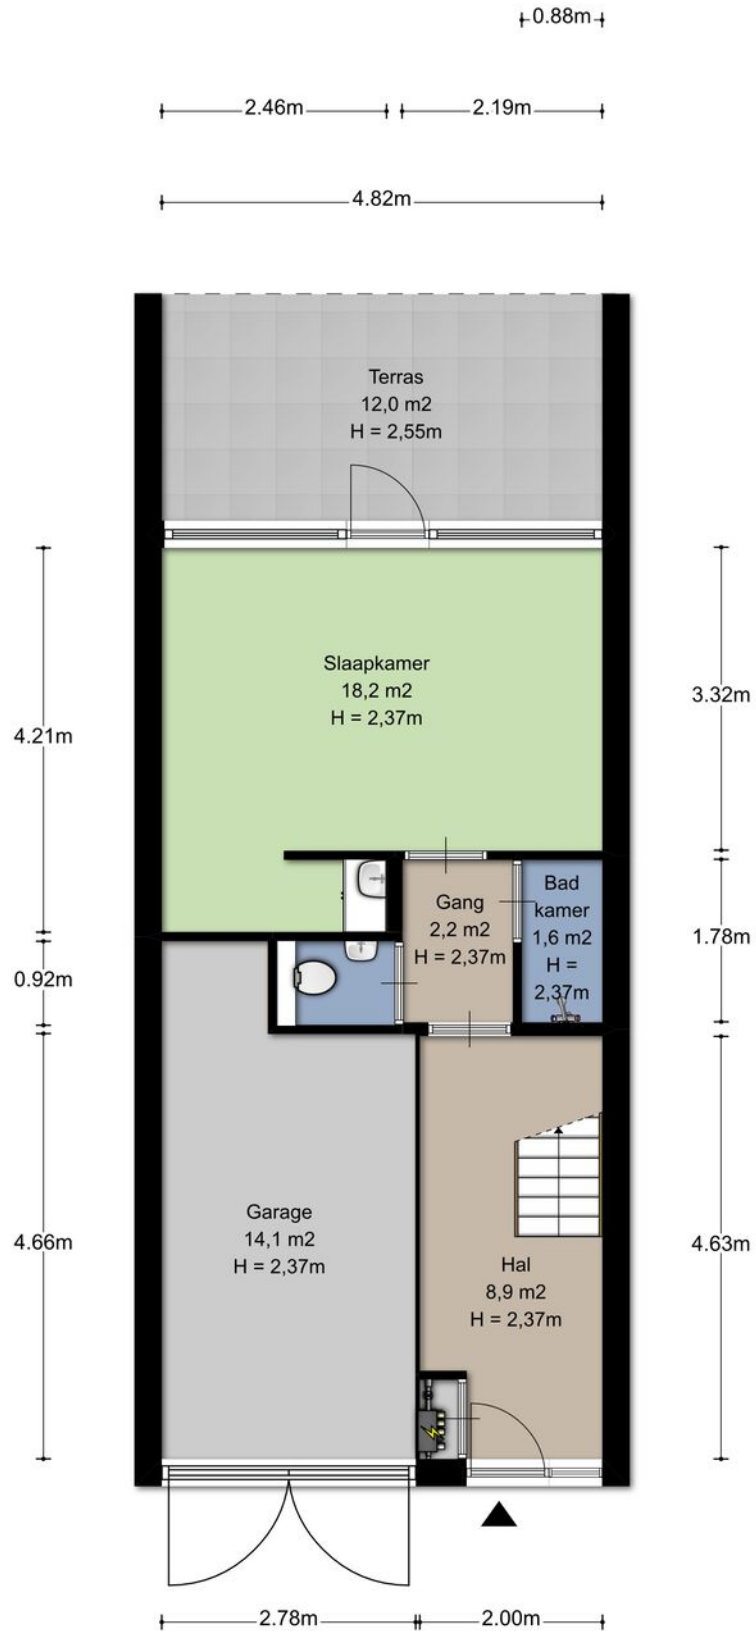 0.88m
2.46m
2.19m
4.82m
Terras
12,0 m2
H = 2,55m
Slaapkamer
18,2 m2
H = 2,37m
3.32m
4.21m
Bad
kamer
1,6 m2
H =
2,37m
Gang
2,2 m2
H = 2,37m
1.78m
0.92m
Garage
14,1 m2
H = 2,37m
4.66m
4.63m
Hal
8,9 m2
H = 2,37m
2.78m
2.00m